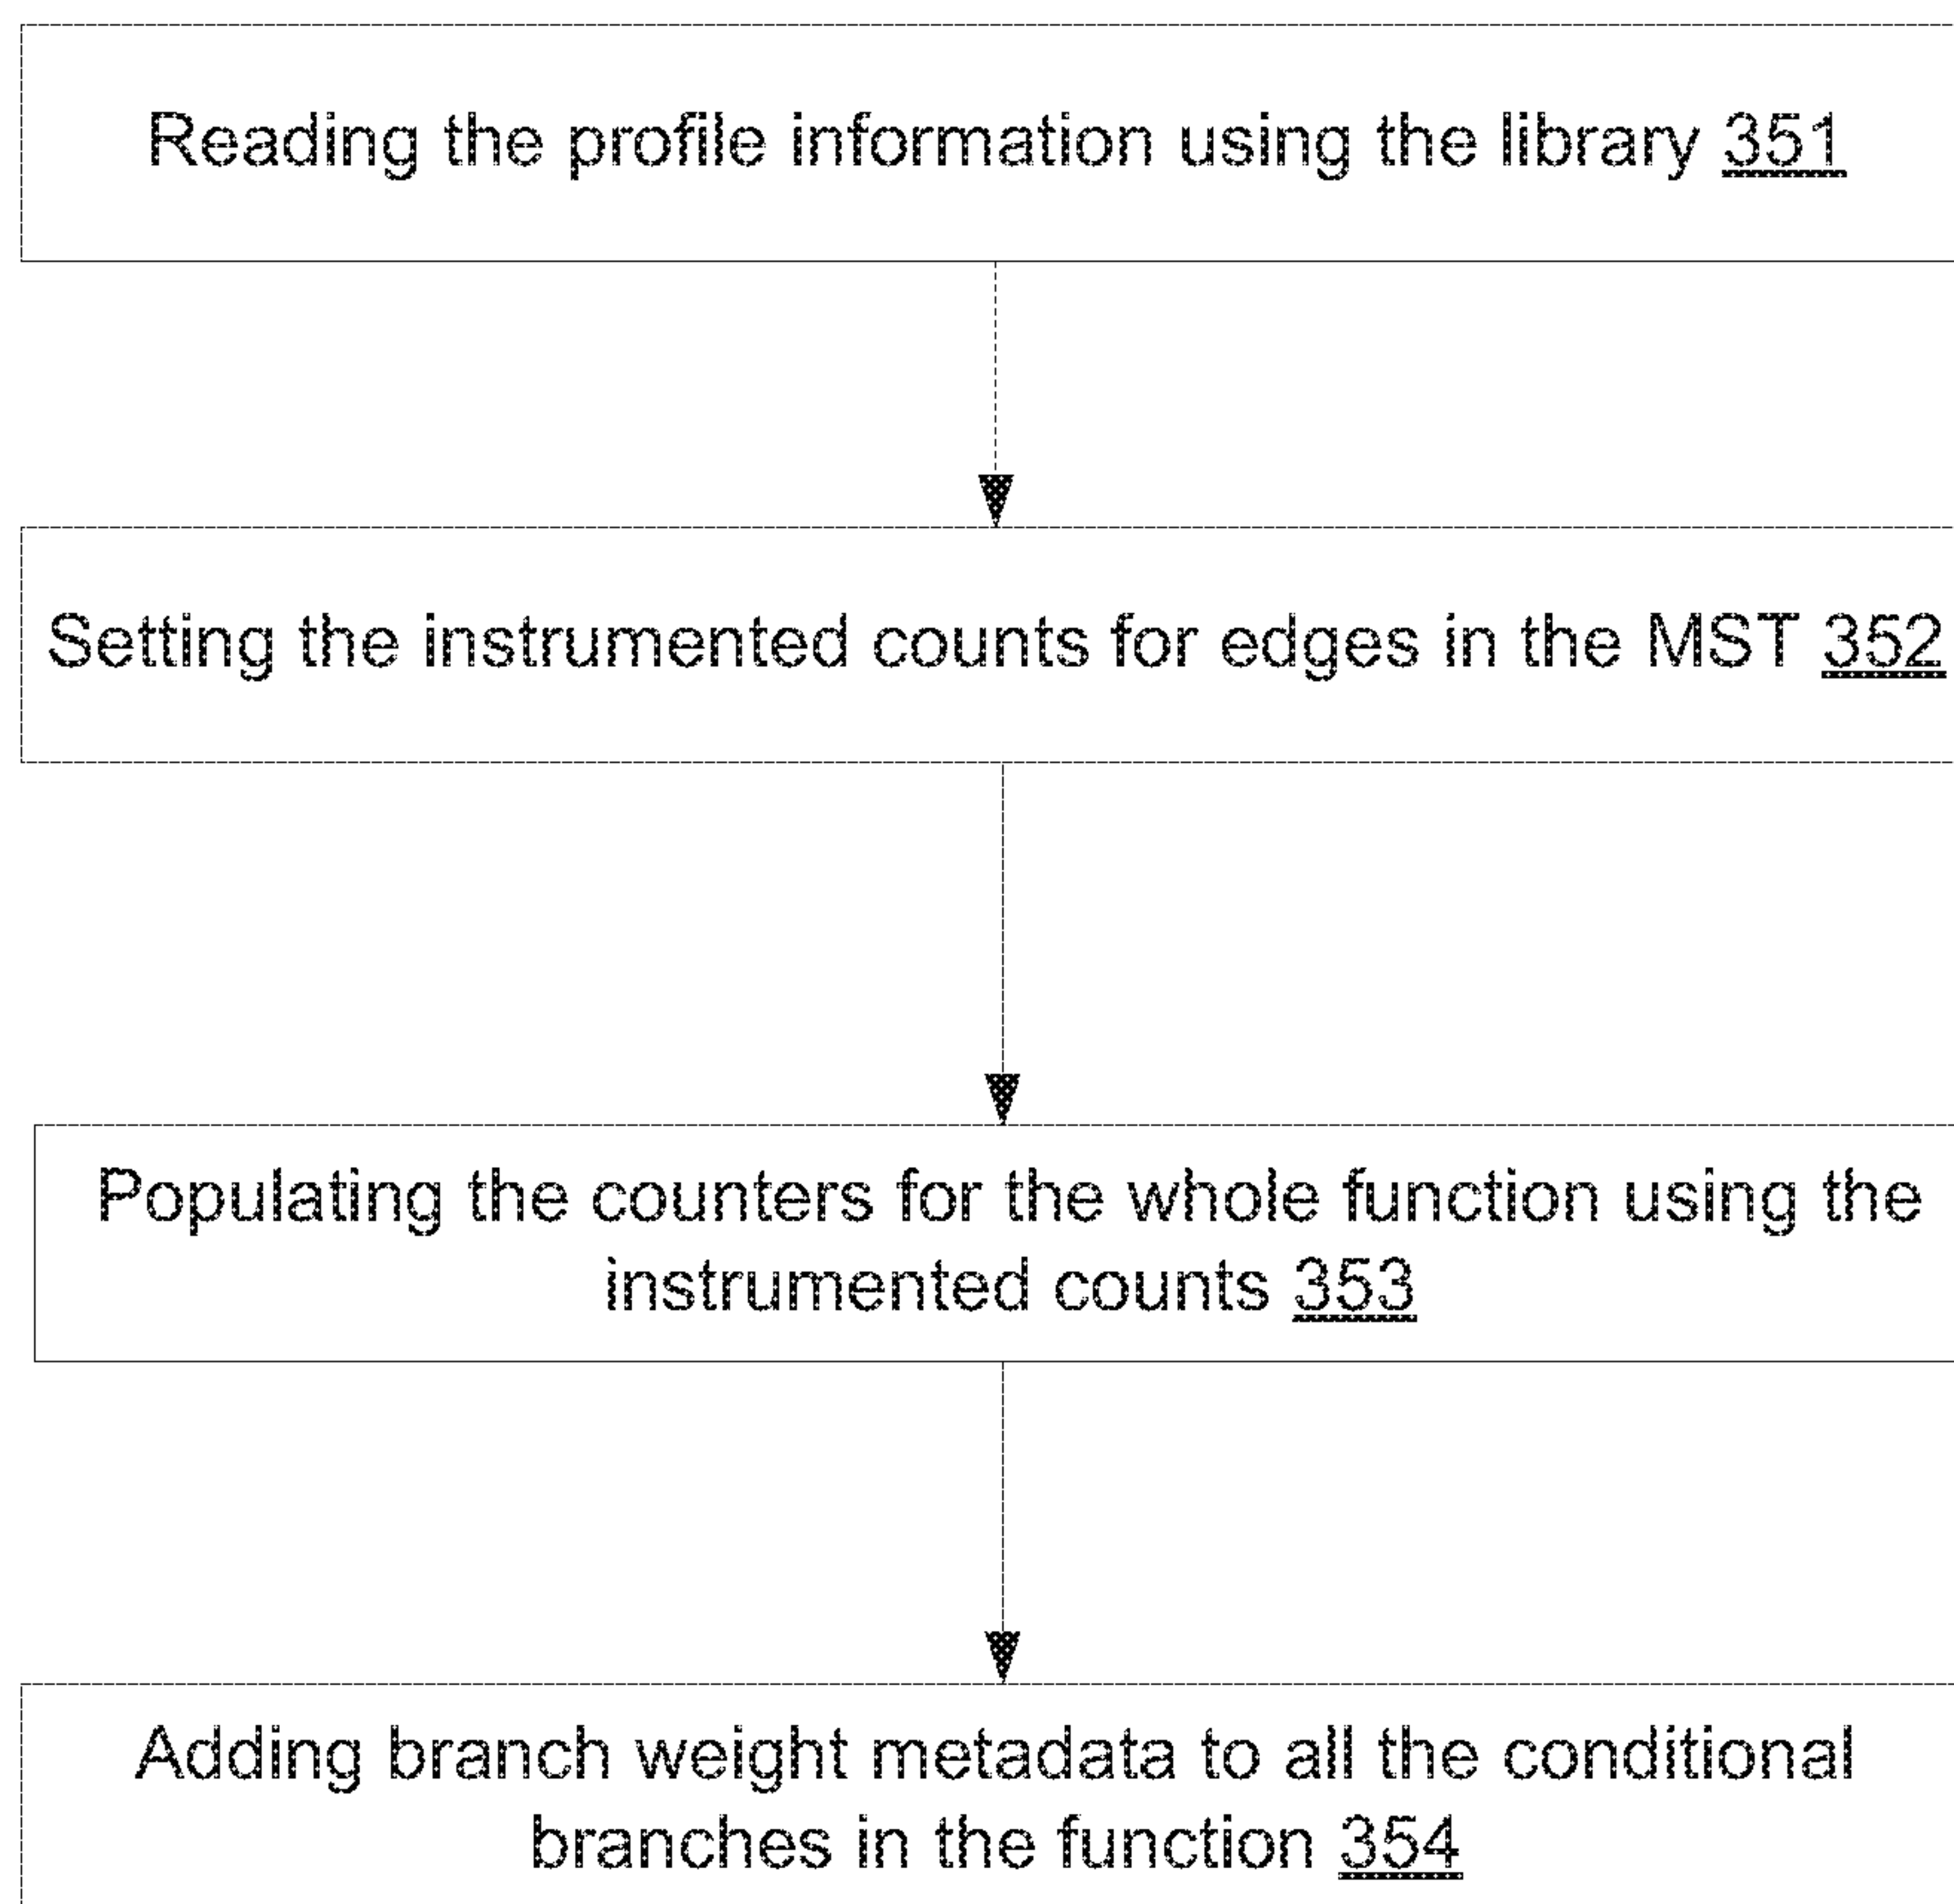 Reading the profile information using the library 351
Setting the instrumented counts for edges in the MST 352
Populating the counters for the whole function using the
instrumented counts 353
Adding branch weight metadata to all the conditional
branches in the function 354